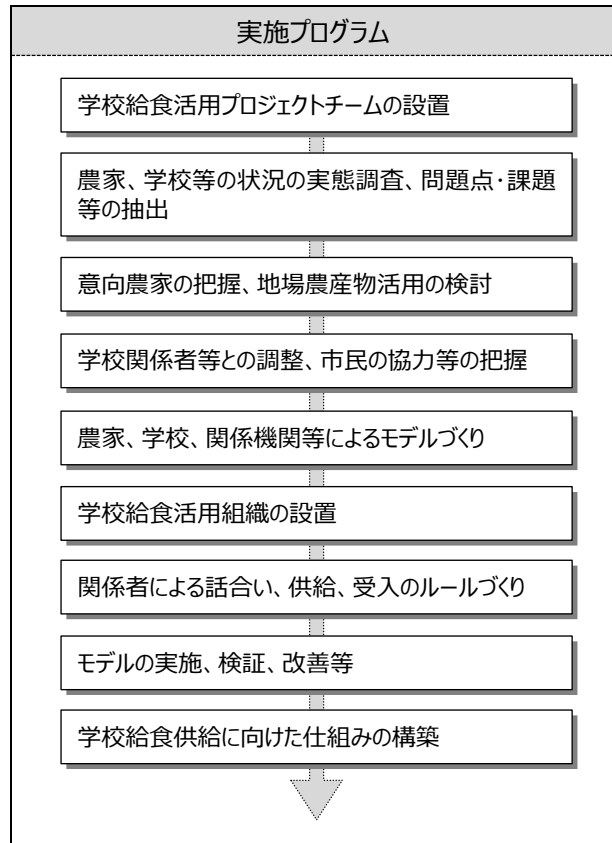 実施プログラム
学校給食活用プロジェクトチームの設置
農家、学校等の状況の実態調査、問題点・課題
等の抽出
意向農家の把握、地場農産物活用の検討
学校関係者等との調整、市民の協力等の把握
農家、学校、関係機関等によるモデルづくり
学校給食活用組織の設置
関係者による話合い、供給、受入のルールづくり
モデルの実施、検証、改善等
学校給食供給に向けた仕組みの構築